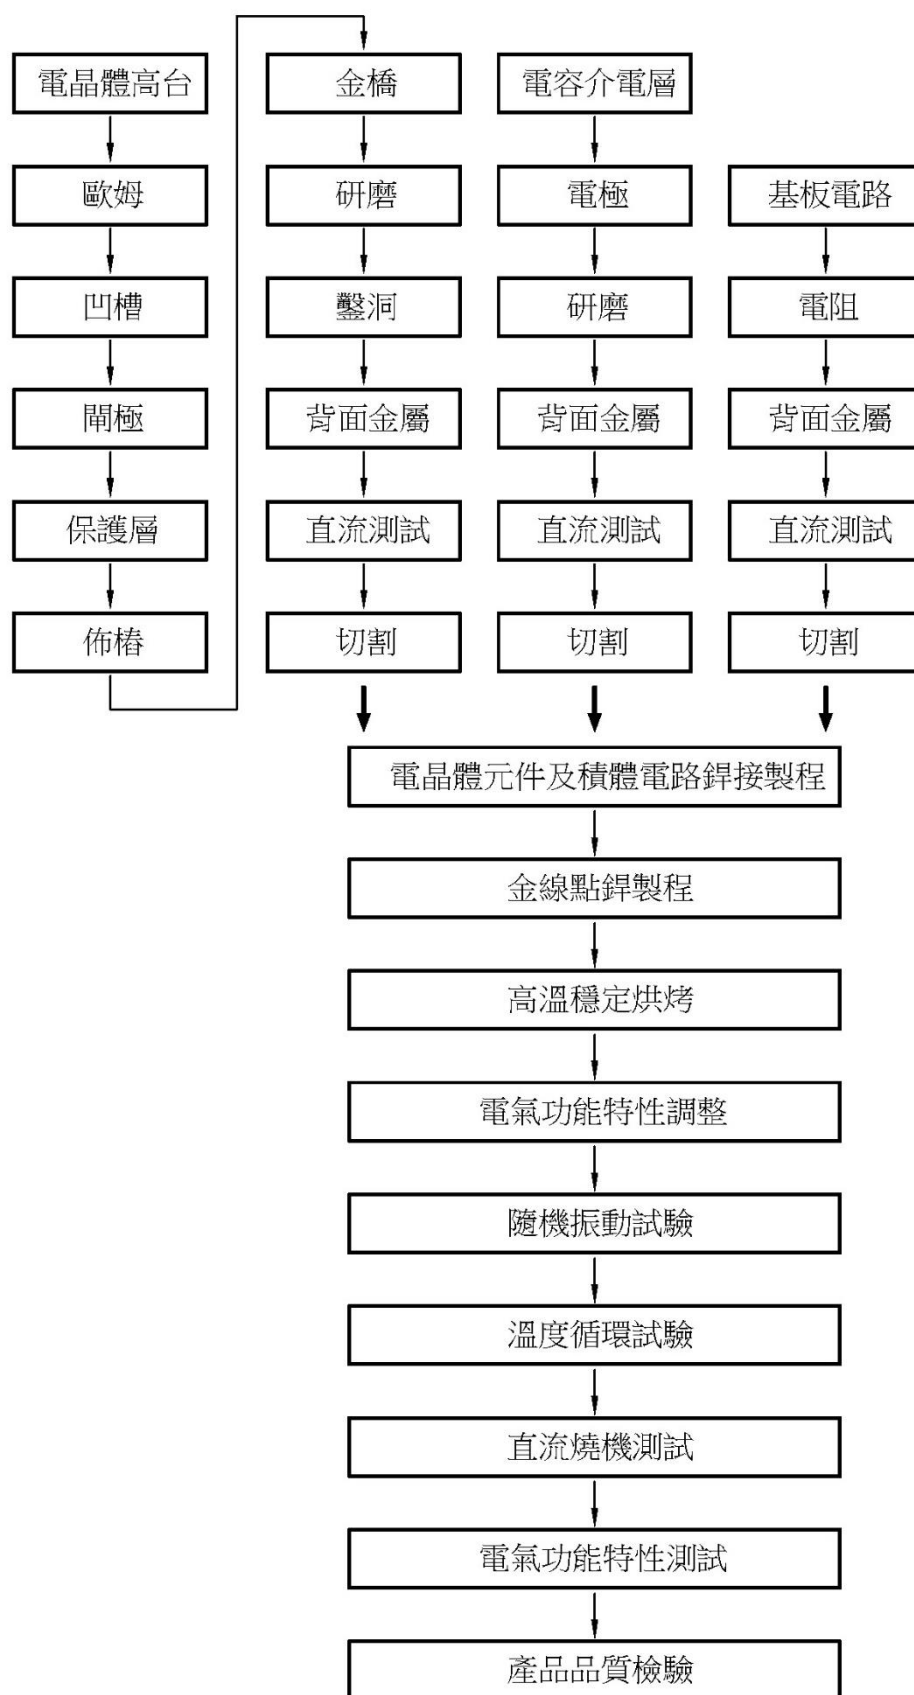 電晶體高台
歐姆
凹槽
閘極
保護層
佈樁
金橋
研磨
鑿洞
背面金屬
直流測試
切割
電容介電層
電極
研磨
背面金屬
直流測試
切割
基板電路
電阻
背面金屬
直流測試
切割
電晶體元件及積體電路銲接製程
金線點銲製程
高溫穩定烘烤
電氣功能特性調整
隨機振動試驗
溫度循環試驗
直流燒機測試
電氣功能特性測試
產品品質檢驗